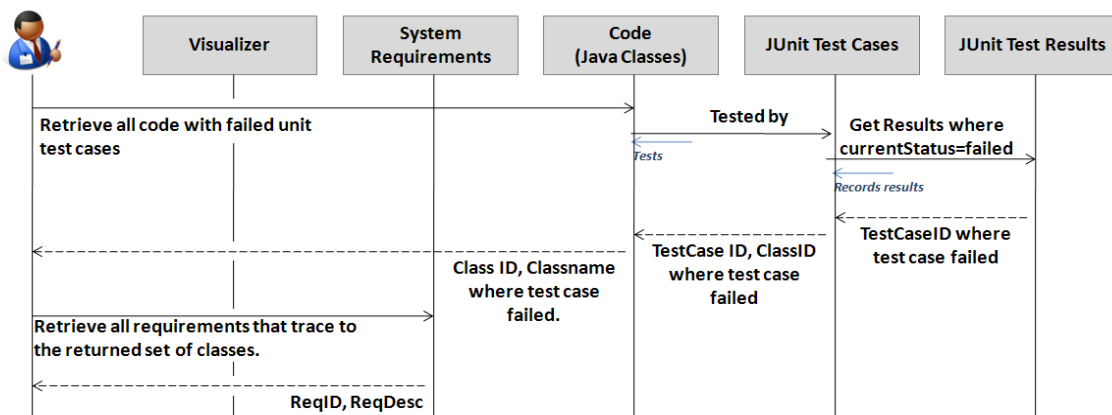 Visualizer
System
Requirements
Code
(Java Classes)
JUnit Test Cases
JUnit Test Results
Retrieve all code with failed unit
test cases
Tested by
Tests
Get Results where
currentStatus=failed
Records results
TestCaseID where
test case failed
TestCase ID, ClassID
where test case
failed
Class ID, Classname
where test case
failed.
Retrieve all requirements that trace to
the returned set of classes.
ReqID, ReqDesc